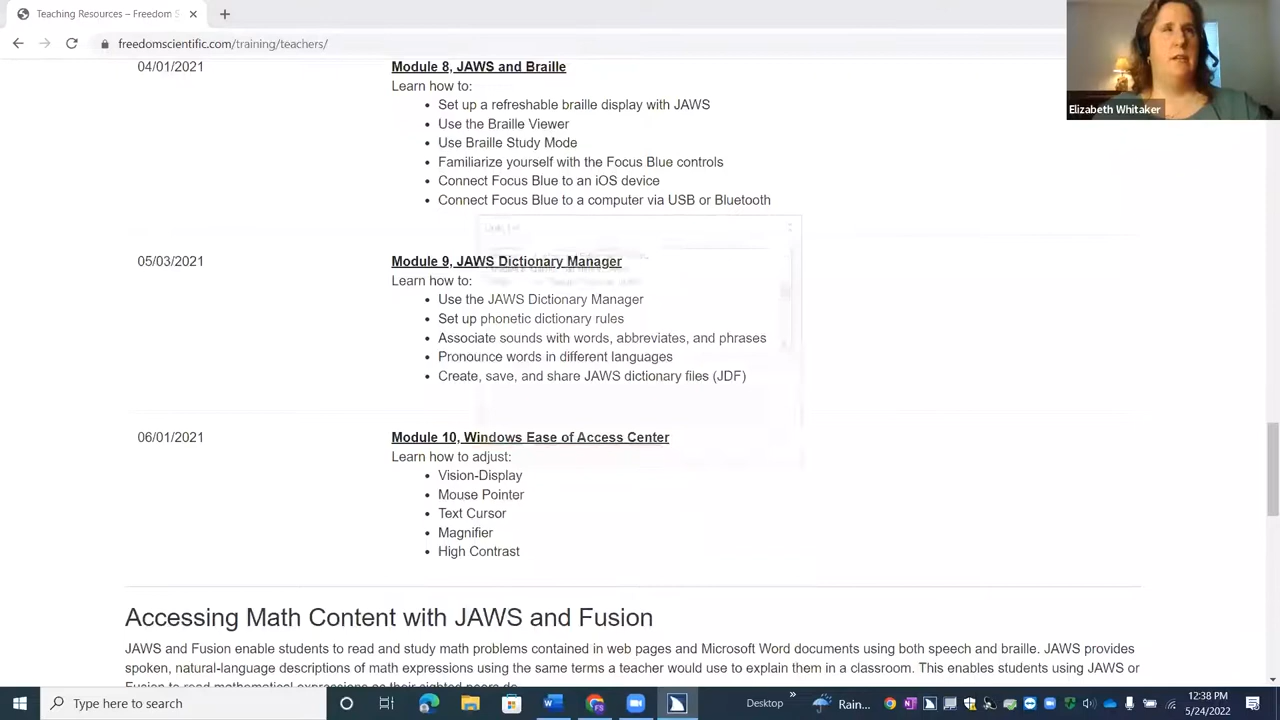 Teaching Resources – Freedom S
freedomscientific.com/training/teachers/
Elizabeth Whitaker
04/01/2021
Module 8, JAWS and Braille
Learn how to:
• Set up a refreshable braille display with JAWS
• Use the Braille Viewer
• Use Braille Study Mode
• Familiarize yourself with the Focus Blue controls
• Connect Focus Blue to an iOS device
• Connect Focus Blue to a computer via USB or Bluetooth
05/03/2021
Module 9, JAWS Dictionary Manager
Learn how to:
• Use the JAWS Dictionary Manager
• Set up phonetic dictionary rules
• Associate sounds with words, abbreviates, and phrases
• Pronounce words in different languages
• Create, save, and share JAWS dictionary files (JDF)
06/01/2021
Module 10, Windows Ease of Access Center
Learn how to adjust:
• Vision-Display
• Mouse Pointer
• Text Cursor
• Magnifier
• High Contrast
Accessing Math Content with JAWS and Fusion
JAWS and Fusion enable students to read and study math problems contained in web pages and Microsoft Word documents using both speech and braille. JAWS provides
spoken, natural-language descriptions of math expressions using the same terms a teacher would use to explain them in a classroom. This enables students using JAWS or
Fusion to read mathematical expressions as their sighted peers do.
Type here to search
Desktop
Rain...
12:38 PM
5/24/2022